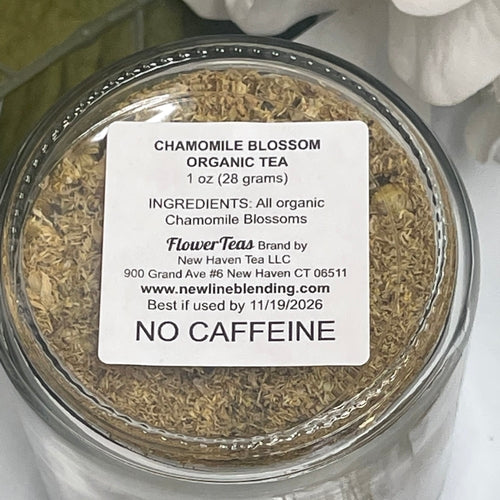 CHAMOMILE BLOSSOM
ORGANIC TEA
1 oz (28 grams)
INGREDIENTS: All organic
Chamomile Blossoms
FlowerTeas Brand by
New Haven Tea LLC
900 Grand Ave #6 New Haven CT 06511
www.newlineblending.com
Best if used by 11/19/2026
NO CAFFEINE